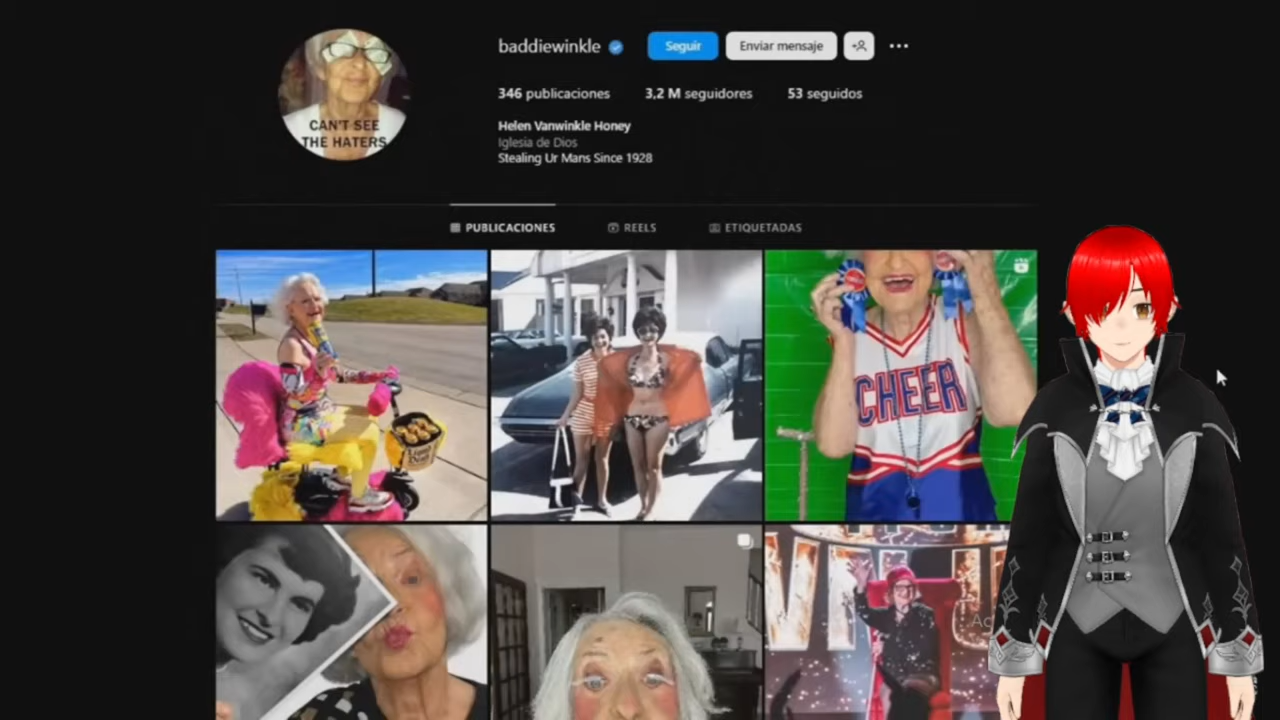 baddiewinkle
Seguir
Enviar mensaje
346 publicaciones
3,2 M seguidores
53 seguidos
Helen Vanwinkle Honey
Iglesia de Dios
Stealing Ur Mans Since 1928
CAN'T SEE
THE HATERS
PUBLICACIONES
REELS
ETIQUETADAS
CHEER